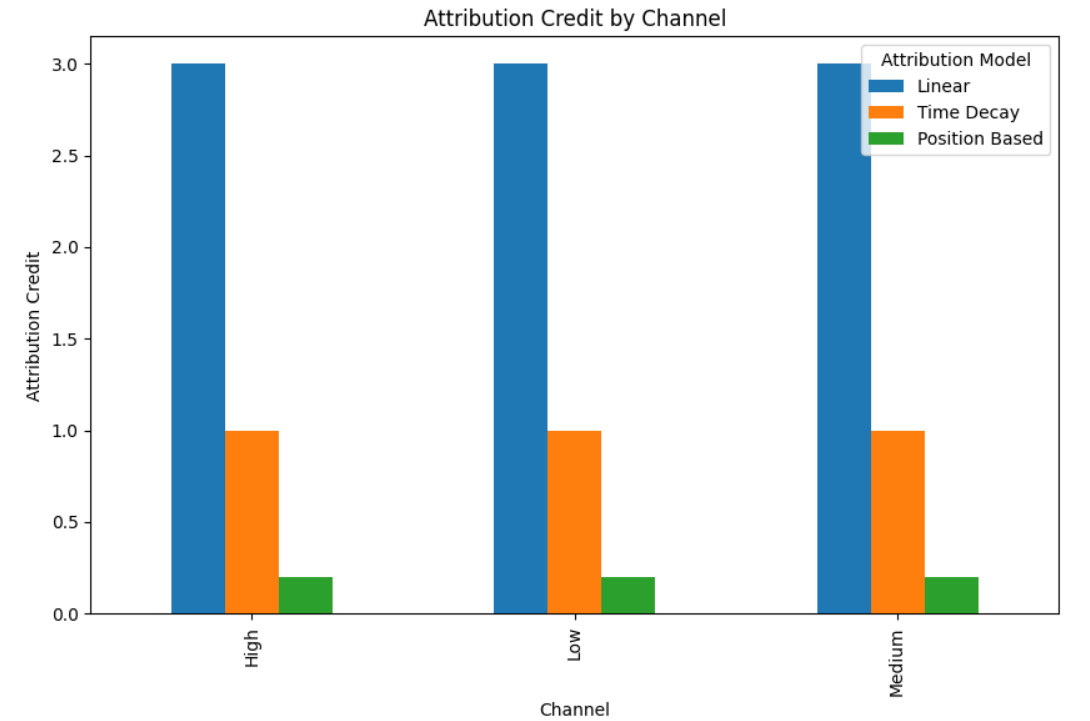 Attribution Credit by Channel
Attribution Model
Linear
Time Decay
Position Based
Attribution Credit
3.0
2.5
2.0
1.5
1.0
0.5
0.0
High
Low
Medium
Channel